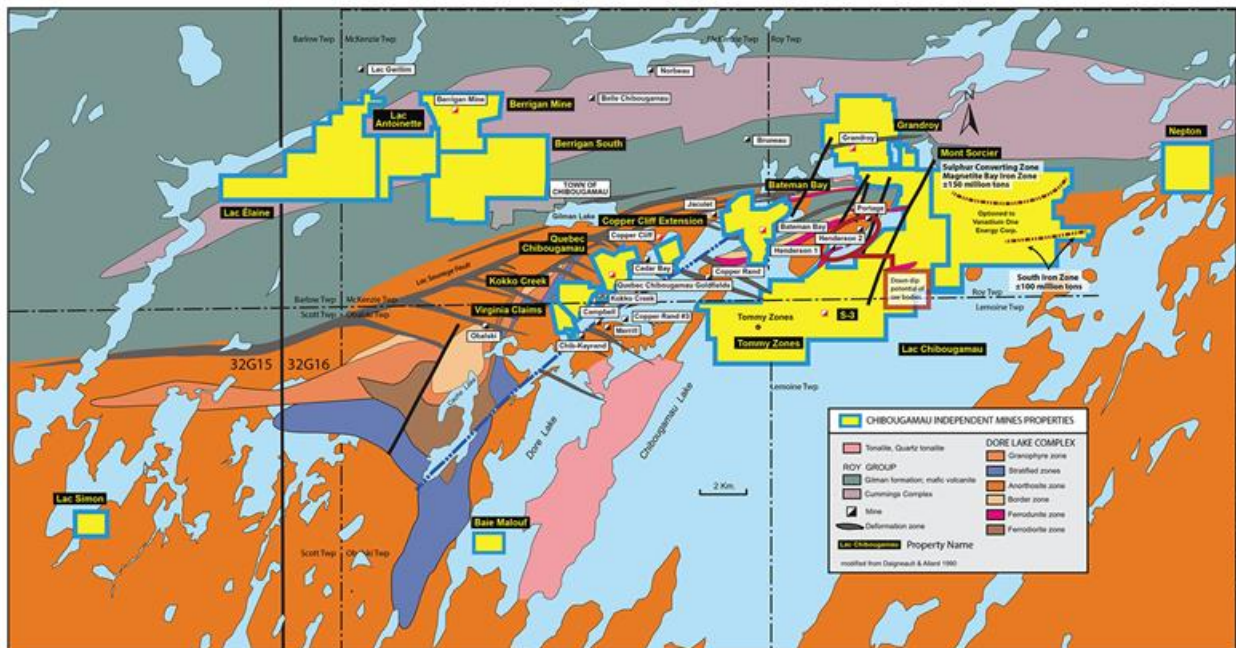 Barlow Twp
McKenzie Twp
McKenzie Twp
Roy Twp
Lac Gwillim
Norbeau
Berrigan Mine
Berrigan Mine
Belle Chibougamau
Lac
Antoinette
Grandroy
Grandroy
N
Nepton
Berrigan South
Bruneau
Mont Sorcier
Sulphur Converting Zone
Magnetite Bay Iron Zone
±150 million tons
TOWN OF
CHIBOUGAMAU
Bateman Bay
Lac Élaine
Gilman Lake
Jaculet
Portage
Optioned to
Vanadium One
Energy Corp.
Copper Cliff Extension
Bateman Bay
Henderson 2
Copper Cliff
Quebec
Chibougamau
Henderson 1
Cedar Bay
Copper Rand
South Iron Zone
±100 million tons
Kokko Creek
Quebec Chibougamau Goldfields
Down dip
potential of
ore bodies
Kokko Creek
Barlow Twp
McKenzie Twp
Roy Twp
Lemoine Twp
Scott Twp
Obalski Twp
Virginia Claims
Campbell
Copper Rand #3
Tommy Zones
S-3
Obalski
Merrill
Chib-Kayrand
Tommy Zones
Lac Chibougamau
32G15
32G16
Lemoine Twp
Cache Lake
Dore Lake
Chibougamau Lake
Lac Simon
Baie Malouf
Scott Twp
Obalski Twp
2 Km.
CHIBOUGAMAU INDEPENDENT MINES PROPERTIES
Tonalite, Quartz tonalite
ROY GROUP
Gilman formation; mafic volcanite
Cummings Complex
Mine
Deformation zone
Lac Chibougamau
Property Name
modified from Daigneault & Allard 1990
DORE LAKE COMPLEX
Granophyre zone
Stratified zones
Anorthosite zone
Border zone
Ferrodunite zone
Ferrodiorite zone